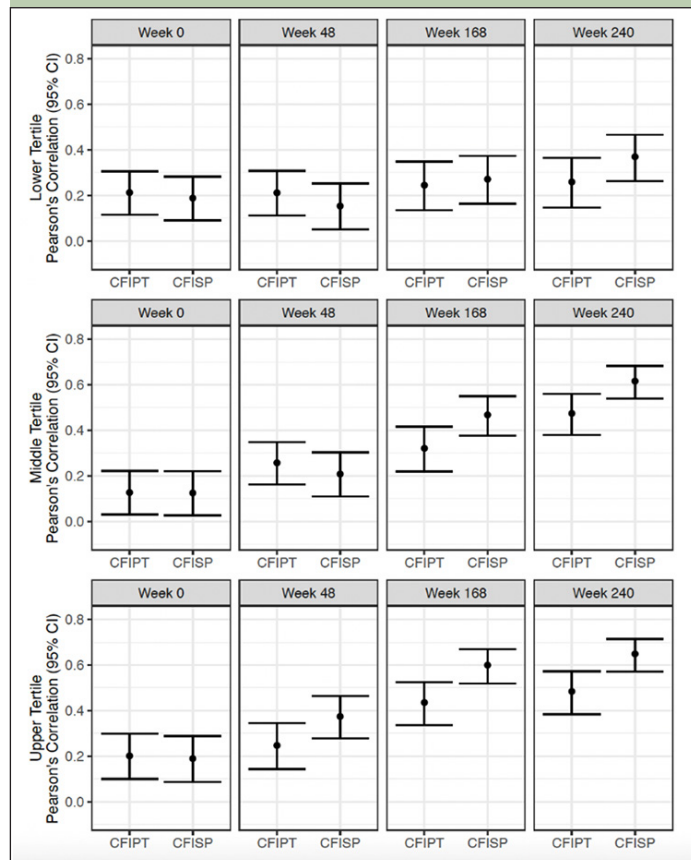 Week 0 Week 48 Week 168 Week 240
Lower Tertile
Pearson's Correlation (95% CI)
0.8
0.6
0.4
0.2
0.0
CFIPT CFISP CFIPT CFISP CFIPT CFISP CFIPT CFISP
Week 0 Week 48 Week 168 Week 240
Middle Tertile
Pearson's Correlation (95% CI)
0.8
0.6
0.4
0.2
0.0
CFIPT CFISP CFIPT CFISP CFIPT CFISP CFIPT CFISP
Week 0 Week 48 Week 168 Week 240
Upper Tertile
Pearson's Correlation (95% CI)
0.8
0.6
0.4
0.2
0.0
CFIPT CFISP CFIPT CFISP CFIPT CFISP CFIPT CFISP